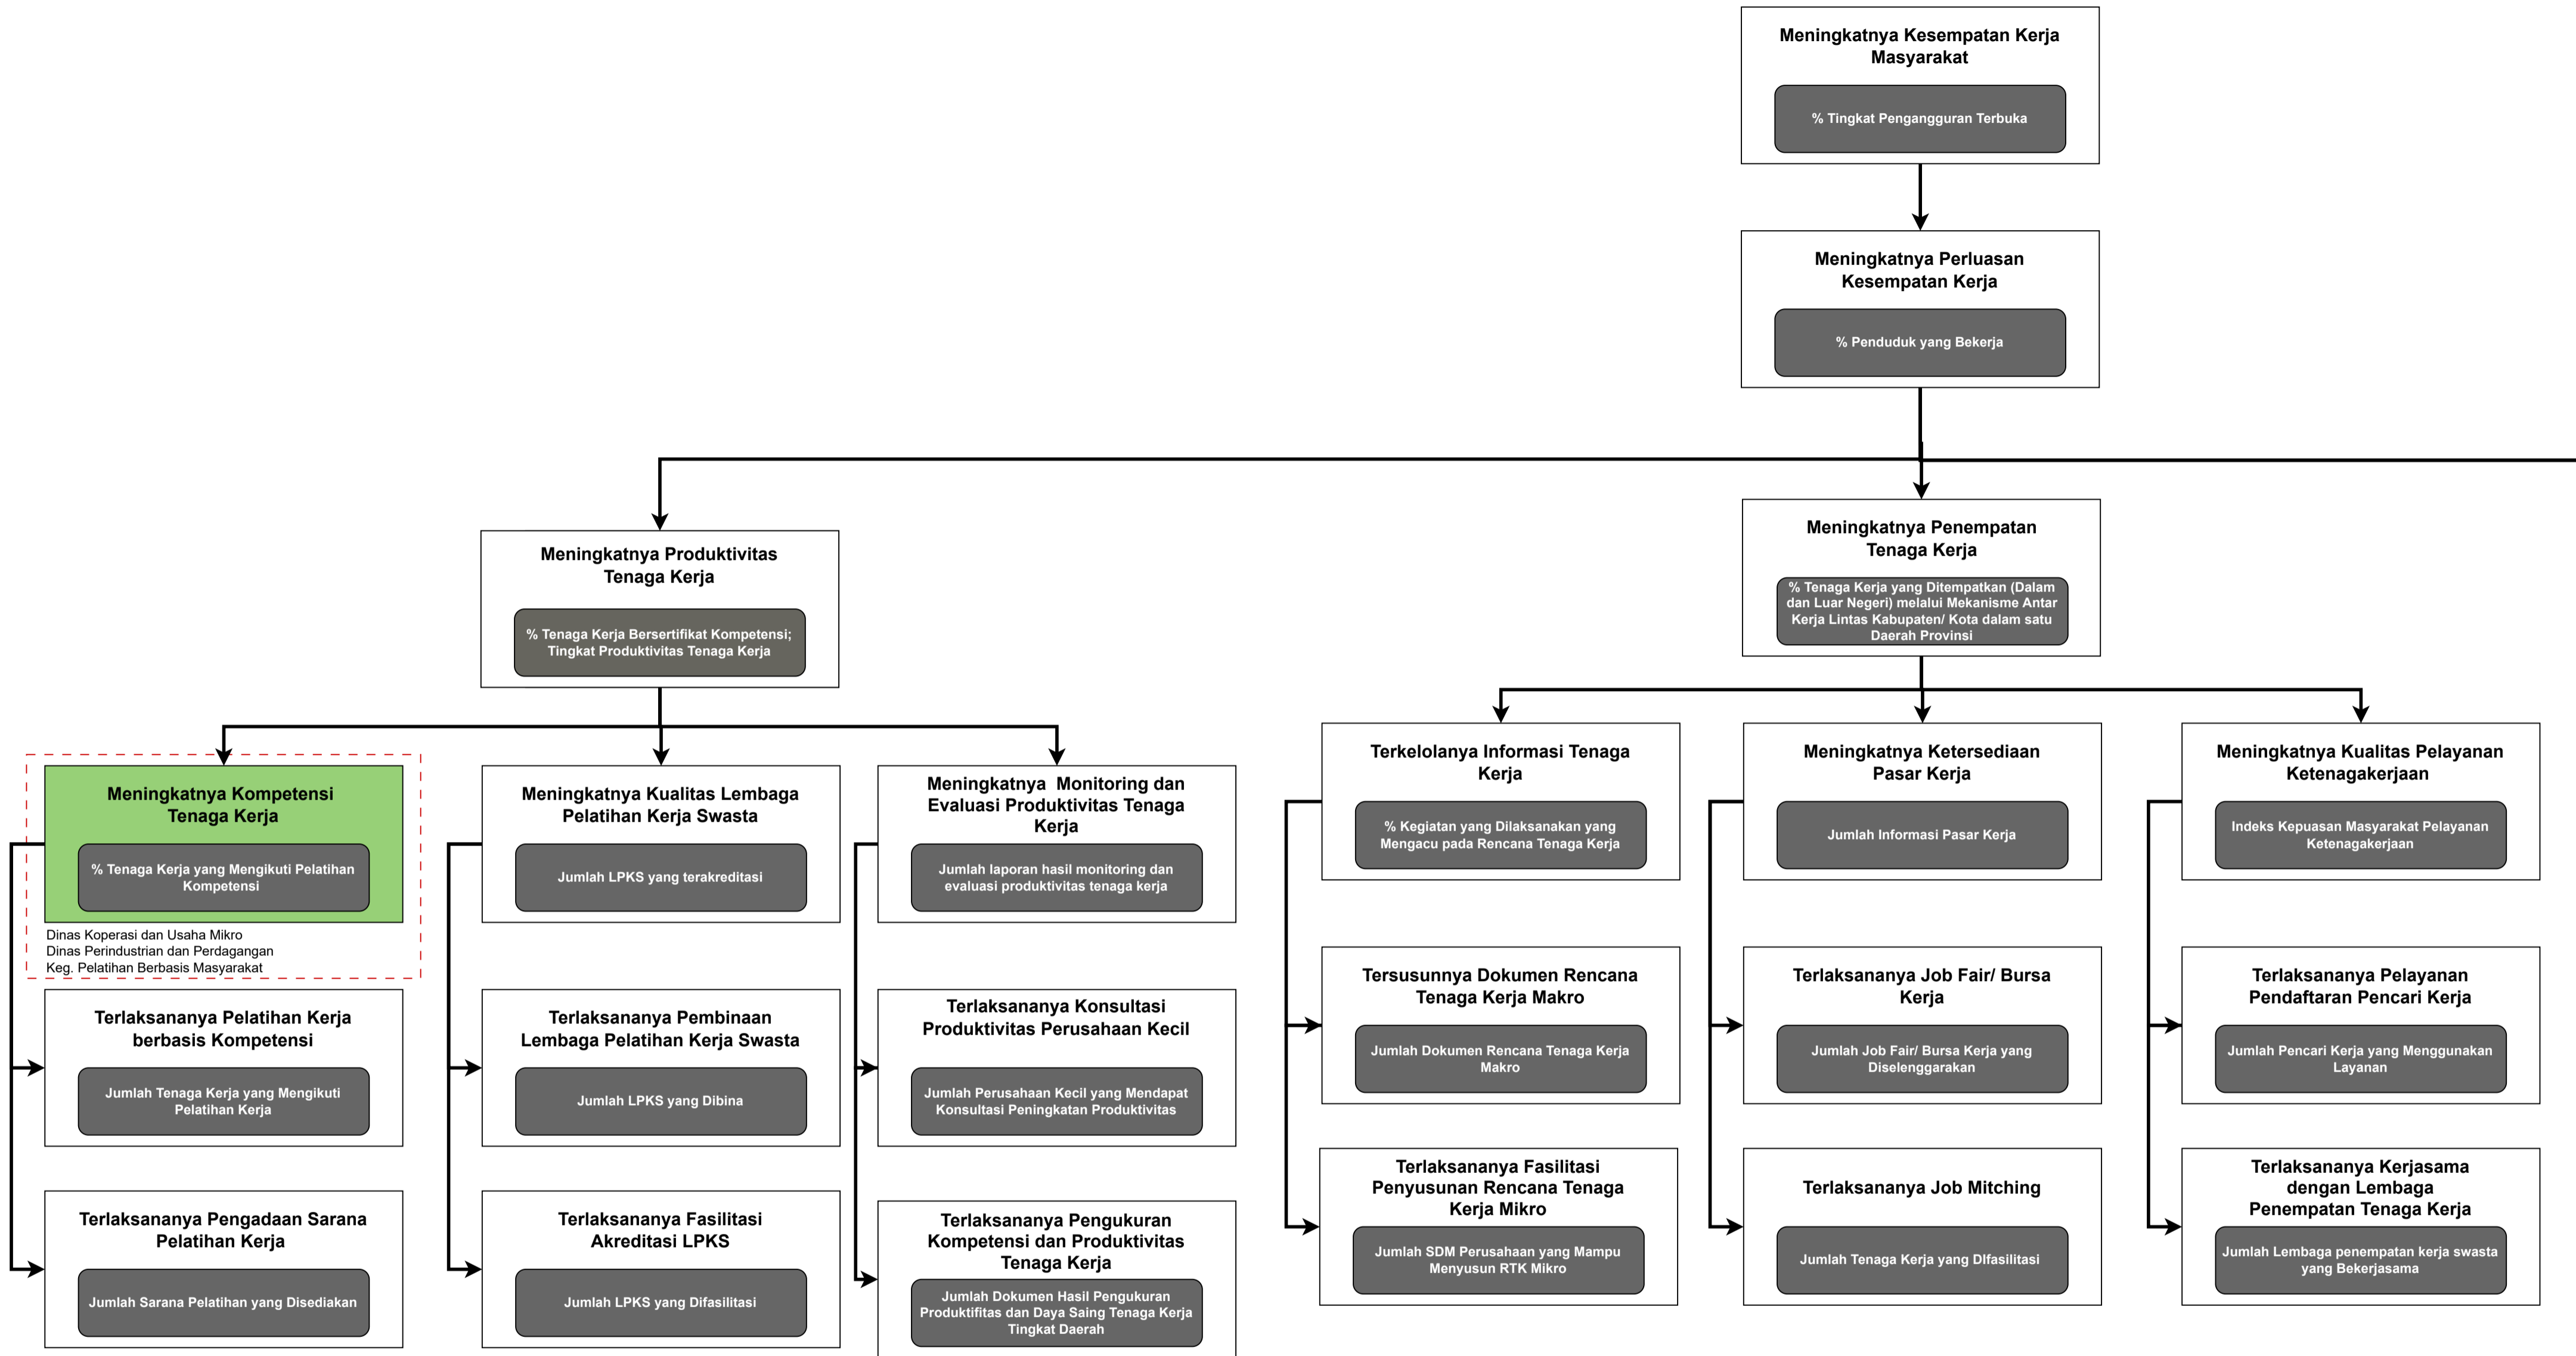 Meningkatnya Kesempatan Kerja
Masyarakat
% Tingkat Pengangguran Terbuka
Meningkatnya Perluasan
Kesempatan Kerja
% Penduduk yang Bekerja
Meningkatnya Produktivitas
Tenaga Kerja
% Tenaga Kerja Bersertifikat Kompetensi;
Tingkat Produktivitas Tenaga Kerja
Meningkatnya Penempatan
Tenaga Kerja
% Tenaga Kerja yang Ditempatkan (Dalam
dan Luar Negeri) melalui Mekanisme Antar
Kerja Lintas Kabupaten/ Kota dalam satu
Daerah Provinsi
Meningkatnya Kompetensi
Tenaga Kerja
% Tenaga Kerja yang Mengikuti Pelatihan
Kompetensi
Dinas Koperasi dan Usaha Mikro
Dinas Perindustrian dan Perdagangan
Keg. Pelatihan Berbasis Masyarakat
Terlaksananya Pelatihan Kerja
berbasis Kompetensi
Jumlah Tenaga Kerja yang Mengikuti
Pelatihan Kerja
Terlaksananya Pengadaan Sarana
Pelatihan Kerja
Jumlah Sarana Pelatihan yang Disediakan
Meningkatnya Kualitas Lembaga
Pelatihan Kerja Swasta
Jumlah LPKS yang terakreditasi
Terlaksananya Pembinaan
Lembaga Pelatihan Kerja Swasta
Jumlah LPKS yang Dibina
Terlaksananya Fasilitasi
Akreditasi LPKS
Jumlah LPKS yang Difasilitasi
Meningkatnya  Monitoring dan
Evaluasi Produktivitas Tenaga
Kerja
Jumlah laporan hasil monitoring dan
evaluasi produktivitas tenaga kerja
Terlaksananya Konsultasi
Produktivitas Perusahaan Kecil
Jumlah Perusahaan Kecil yang Mendapat
Konsultasi Peningkatan Produktivitas
Terlaksananya Pengukuran
Kompetensi dan Produktivitas
Tenaga Kerja
Jumlah Dokumen Hasil Pengukuran
Produktifitas dan Daya Saing Tenaga Kerja
Tingkat Daerah
Terkelolanya Informasi Tenaga
Kerja
% Kegiatan yang Dilaksanakan yang
Mengacu pada Rencana Tenaga Kerja
Tersusunnya Dokumen Rencana
Tenaga Kerja Makro
Jumlah Dokumen Rencana Tenaga Kerja
Makro
Terlaksananya Fasilitasi
Penyusunan Rencana Tenaga
Kerja Mikro
Jumlah SDM Perusahaan yang Mampu
Menyusun RTK Mikro
Meningkatnya Ketersediaan
Pasar Kerja
Jumlah Informasi Pasar Kerja
Terlaksananya Job Fair/ Bursa
Kerja
Jumlah Job Fair/ Bursa Kerja yang
Diselenggarakan
Terlaksananya Job Mitching
Jumlah Tenaga Kerja yang DIfasilitasi
Meningkatnya Kualitas Pelayanan
Ketenagakerjaan
Indeks Kepuasan Masyarakat Pelayanan
Ketenagakerjaan
Terlaksananya Pelayanan
Pendaftaran Pencari Kerja
Jumlah Pencari Kerja yang Menggunakan
Layanan
Terlaksananya Kerjasama
dengan Lembaga
Penempatan Tenaga Kerja
Jumlah Lembaga penempatan kerja swasta
yang Bekerjasama